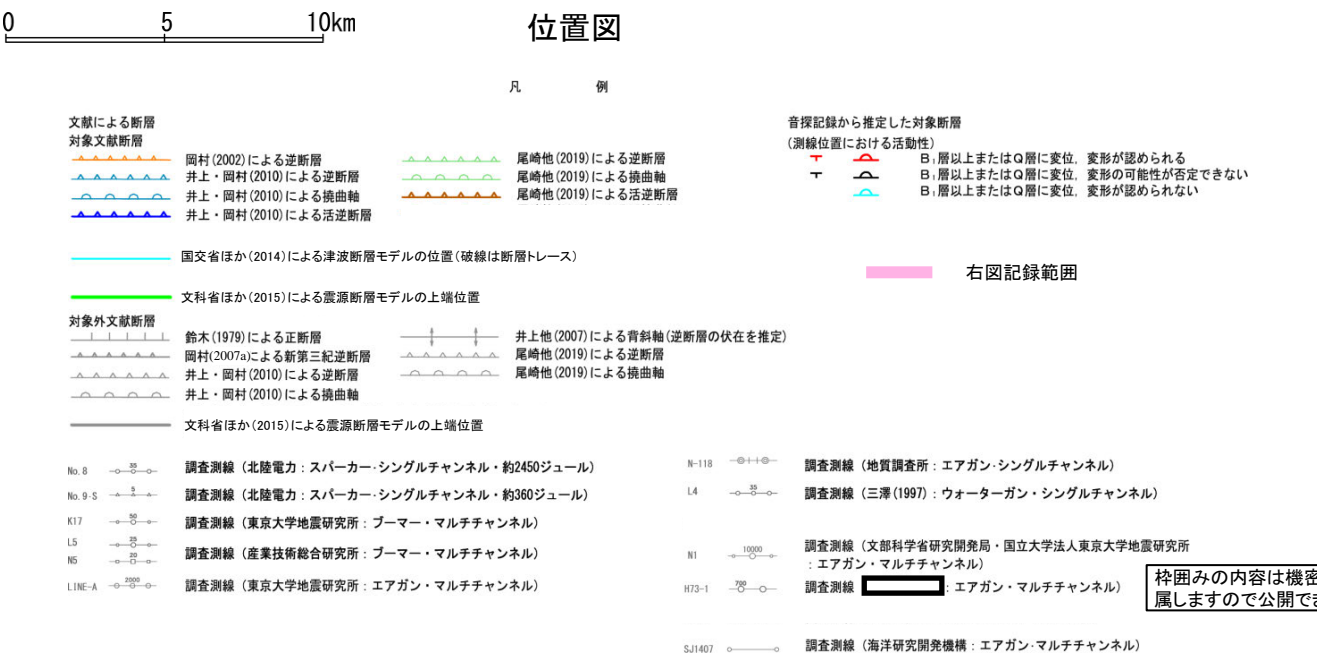 0 5 10km
位置図
凡 例
文献による断層
対象文献断層
岡村(2002)による逆断層
井上・岡村(2010)による逆断層
井上・岡村(2010)による撓曲軸
井上・岡村(2010)による活逆断層
尾崎他(2019)による逆断層
尾崎他(2019)による撓曲軸
尾崎他(2019)による活逆断層
音探記録から推定した対象断層
(測線位置における活動性)
B₁層以上またはQ層に変位，変形が認められる
B₁層以上またはQ層に変位，変形の可能性が否定できない
B₁層以上またはQ層に変位，変形が認められない
国交省ほか(2014)による津波断層モデルの位置(破線は断層トレース)
右図記録範囲
文科省ほか(2015)による震源断層モデルの上端位置
対象外文献断層
鈴木(1979)による正断層
岡村(2007a)による新第三紀逆断層
井上・岡村(2010)による逆断層
井上・岡村(2010)による撓曲軸
井上他(2007)による背斜軸(逆断層の伏在を推定)
尾崎他(2019)による逆断層
尾崎他(2019)による撓曲軸
文科省ほか(2015)による震源断層モデルの上端位置
No.8 35 調査測線（北陸電力：スパーカー・シングルチャンネル・約2450ジュール）
No.9-S 5 調査測線（北陸電力：スパーカー・シングルチャンネル・約360ジュール）
K17 50 調査測線（東京大学地震研究所：ブーマー・マルチチャンネル）
L5 25
N5 20 調査測線（産業技術総合研究所：ブーマー・マルチチャンネル）
LINE-A 2000 調査測線（東京大学地震研究所：エアガン・マルチチャンネル）
N-118 調査測線（地質調査所：エアガン・シングルチャンネル）
L4 35 調査測線（三澤(1997)：ウォーターガン・シングルチャンネル）
N1 10000 調査測線（文部科学省研究開発局・国立大学法人東京大学地震研究所
：エアガン・マルチチャンネル）
H73-1 700 調査測線 ：エアガン・マルチチャンネル）
SJ1407 調査測線（海洋研究開発機構：エアガン・マルチチャンネル）
枠囲みの内容は機密
属しますので公開でき